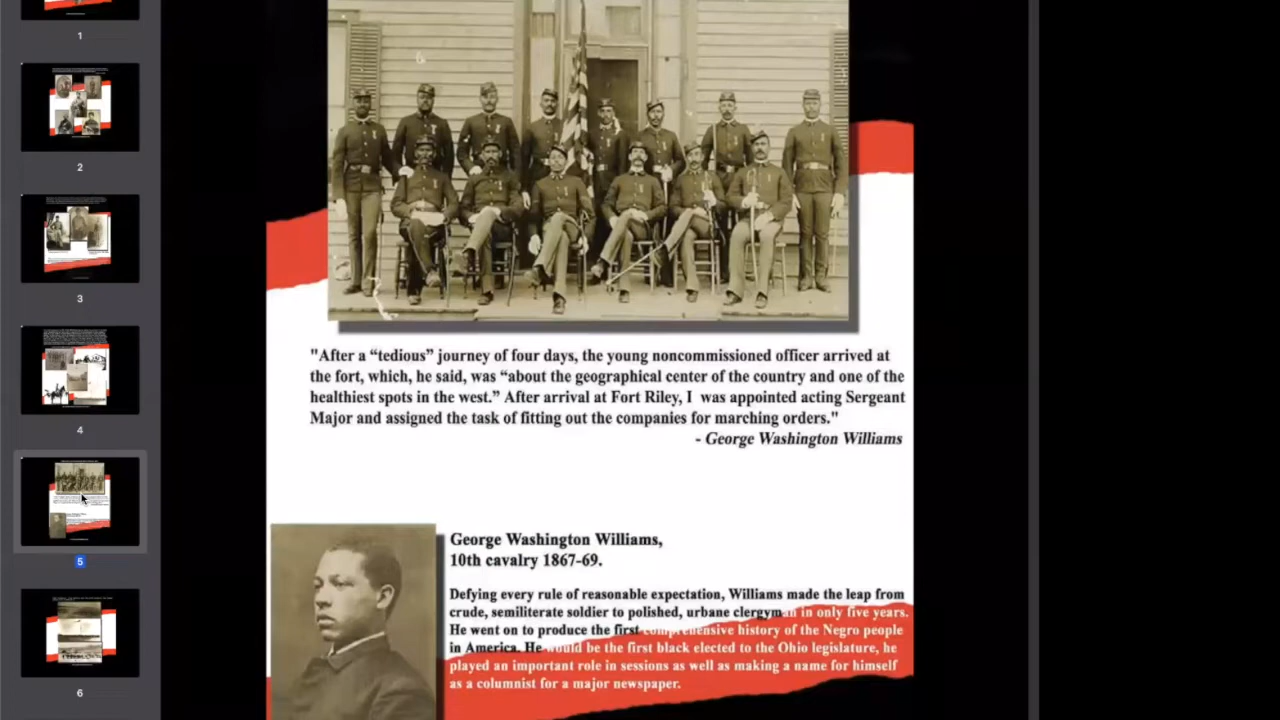 1
2
3
4
5
6
"After a “tedious” journey of four days, the young noncommissioned officer arrived at
the fort, which, he said, was “about the geographical center of the country and one of the
healthiest spots in the west.” After arrival at Fort Riley, I was appointed acting Sergeant
Major and assigned the task of fitting out the companies for marching orders."
- George Washington Williams
George Washington Williams,
10th cavalry 1867-69.
Defying every rule of reasonable expectation, Williams made the leap from
crude, semiliterate soldier to polished, urbane clergyman in only five years.
He went on to produce the first comprehensive history of the Negro people
in America. He would be the first black elected to the Ohio legislature, he
played an important role in sessions as well as making a name for himself
as a columnist for a major newspaper.